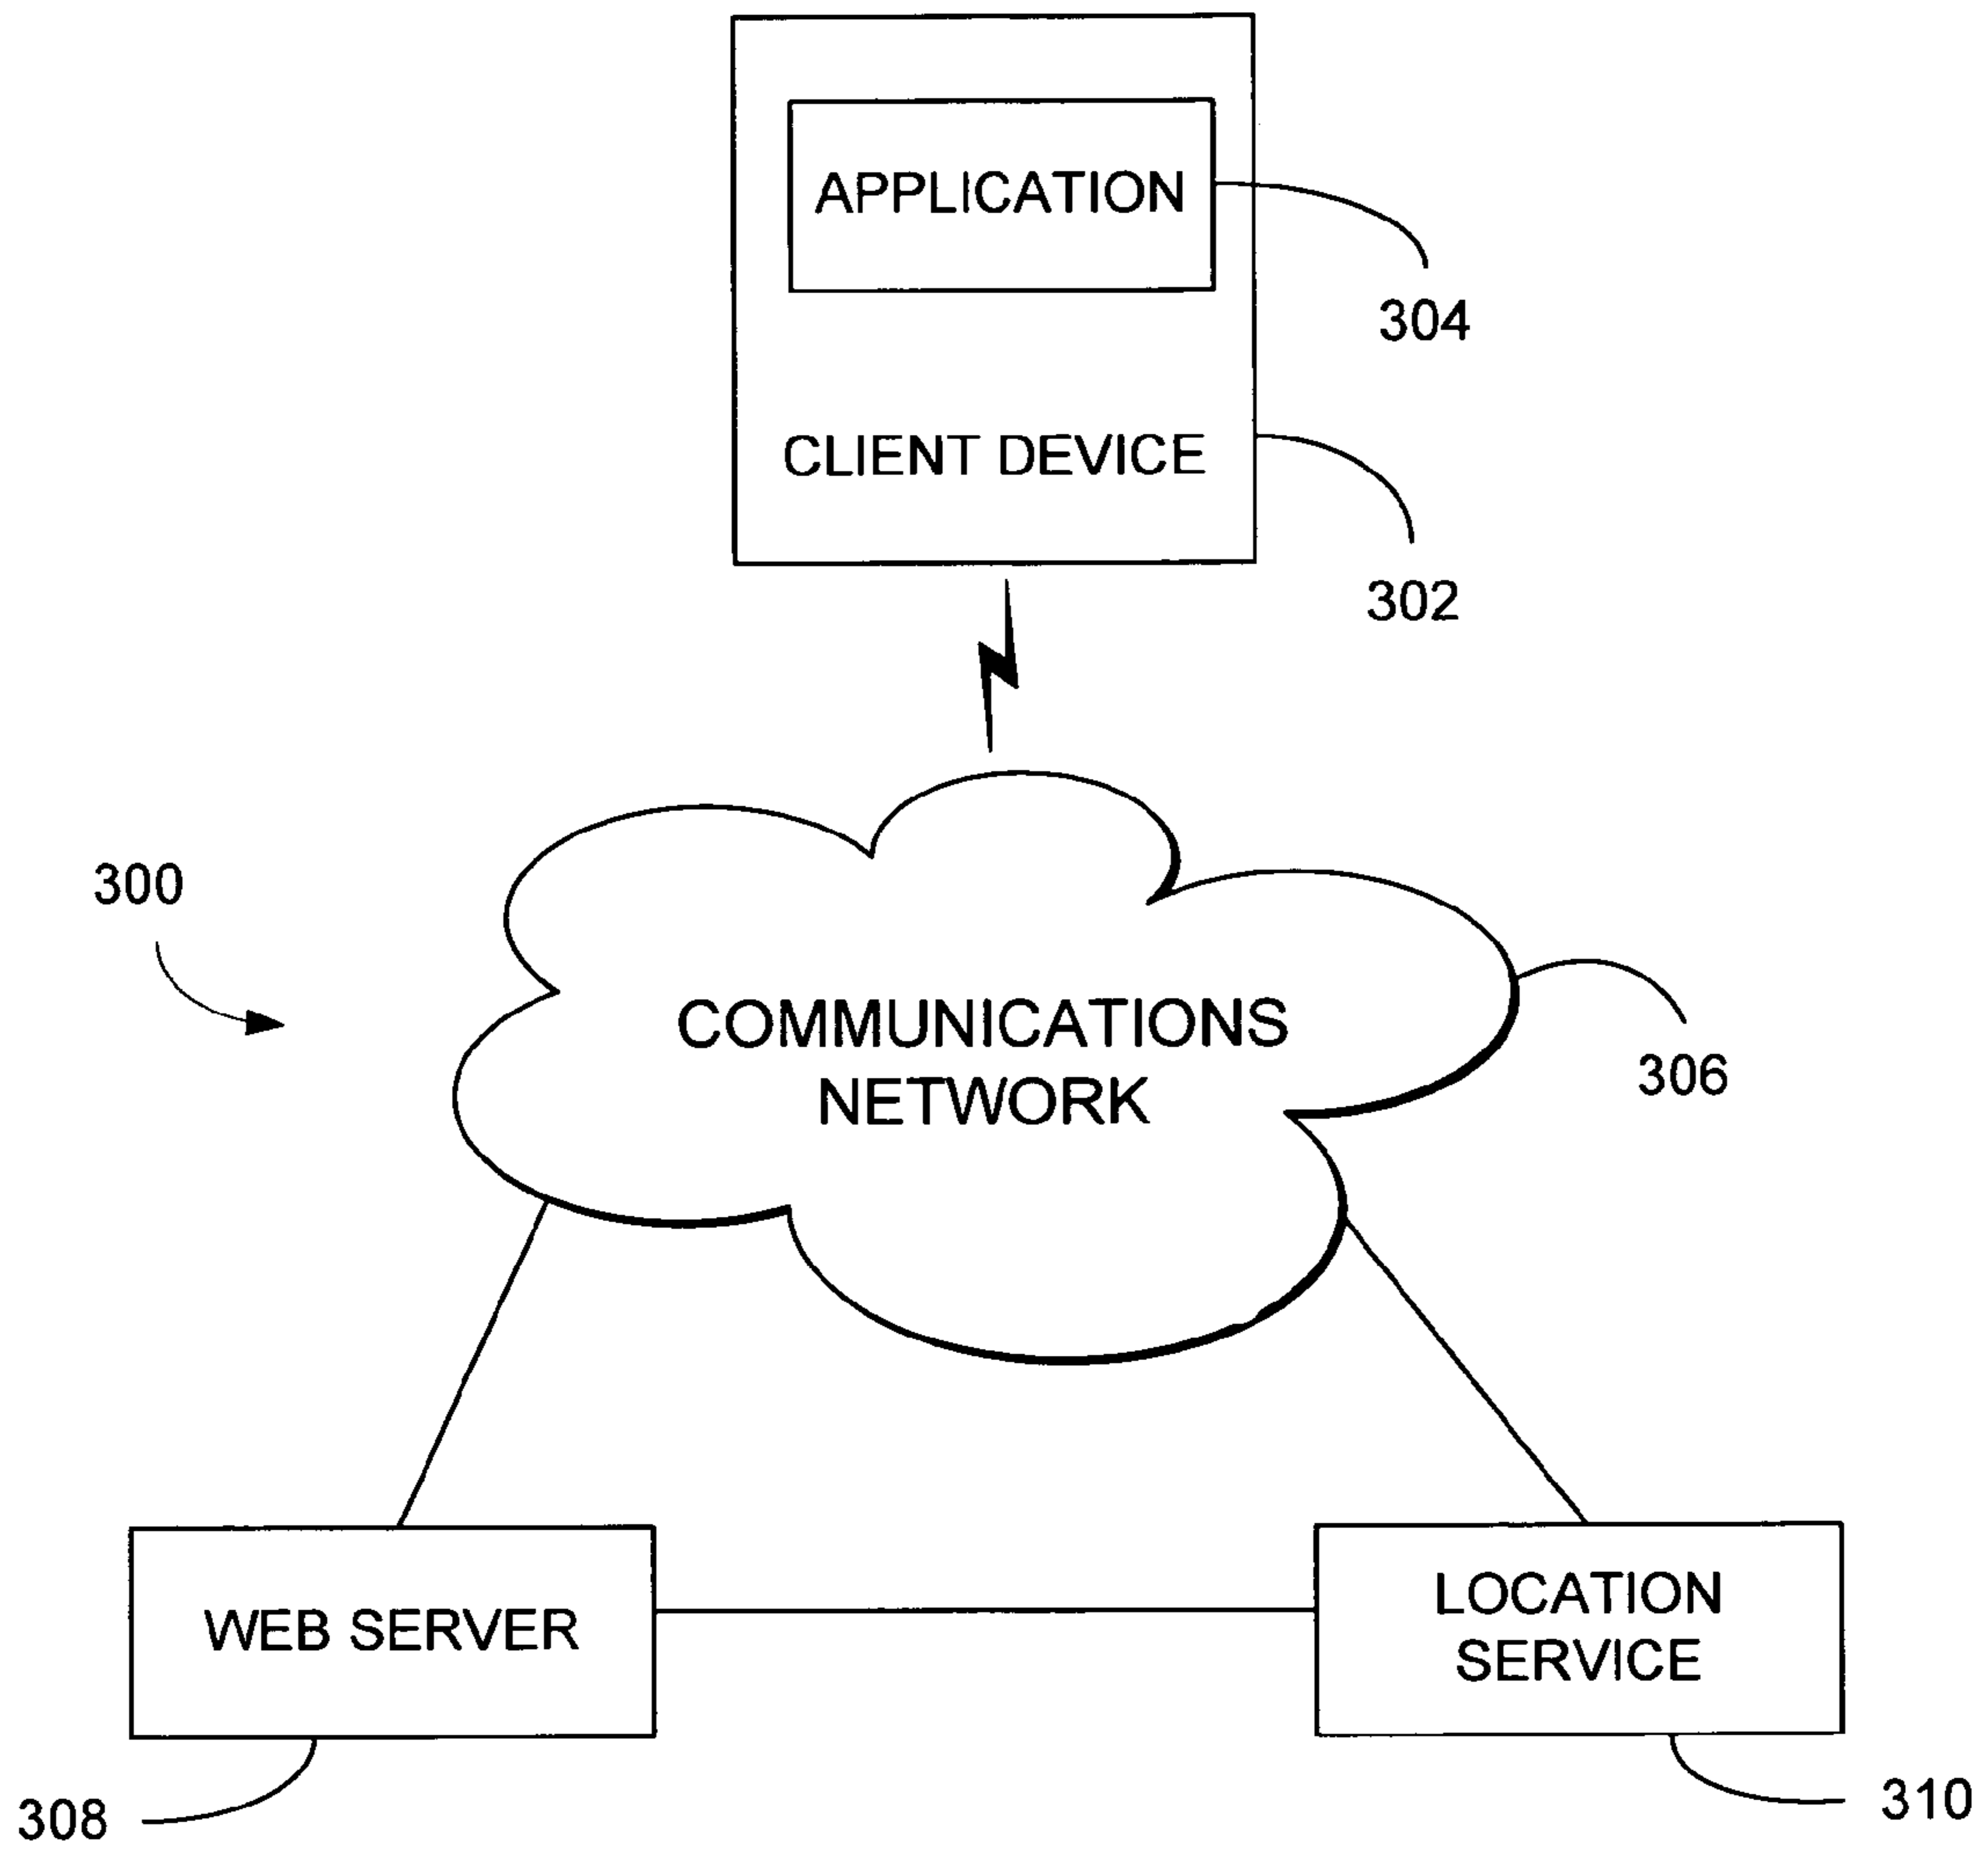 APPLICATION
304
CLIENT DEVICE
302
300
COMMUNICATIONS
NETWORK
306
WEB SERVER
LOCATION
SERVICE
308
310